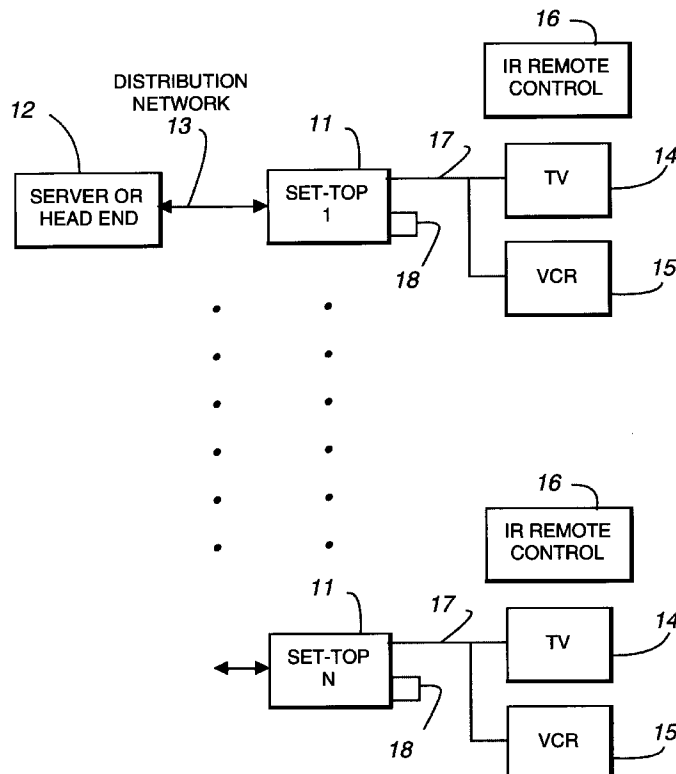 16
IR REMOTE
CONTROL
DISTRIBUTION
NETWORK
12
13
11
17
14
SERVER OR
HEAD END
SET-TOP
1
TV
18
VCR
15
16
IR REMOTE
CONTROL
11
17
14
SET-TOP
N
TV
18
VCR
15